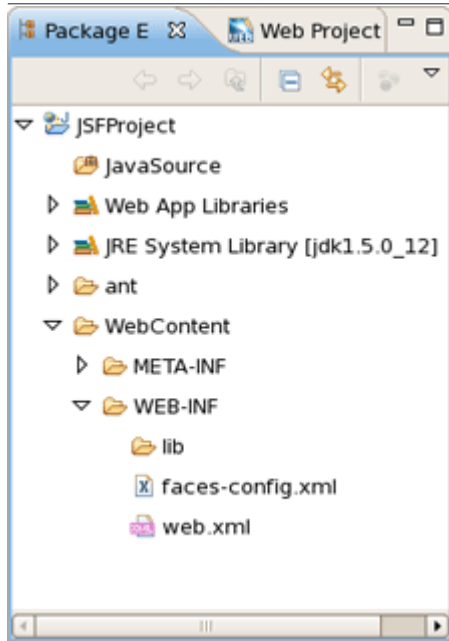 Package E Web Project
JSFProject
JavaSource
Web App Libraries
JRE System Library [jdk1.5.0_12]
ant
WebContent
META-INF
WEB-INF
lib
faces-config.xml
web.xml